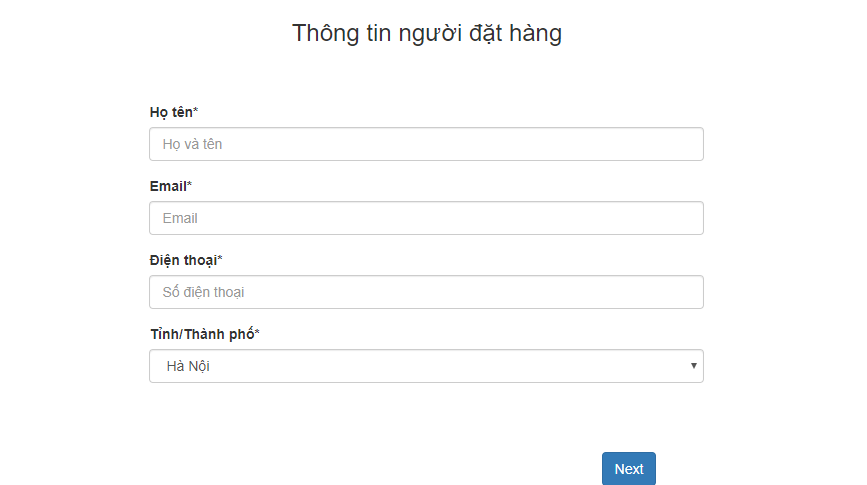 Thông tin người đặt hàng
Họ tên*
Họ và tên
Email*
Email
Điện thoại*
Số điện thoại
Tỉnh/Thành phố*
Hà Nội
Next